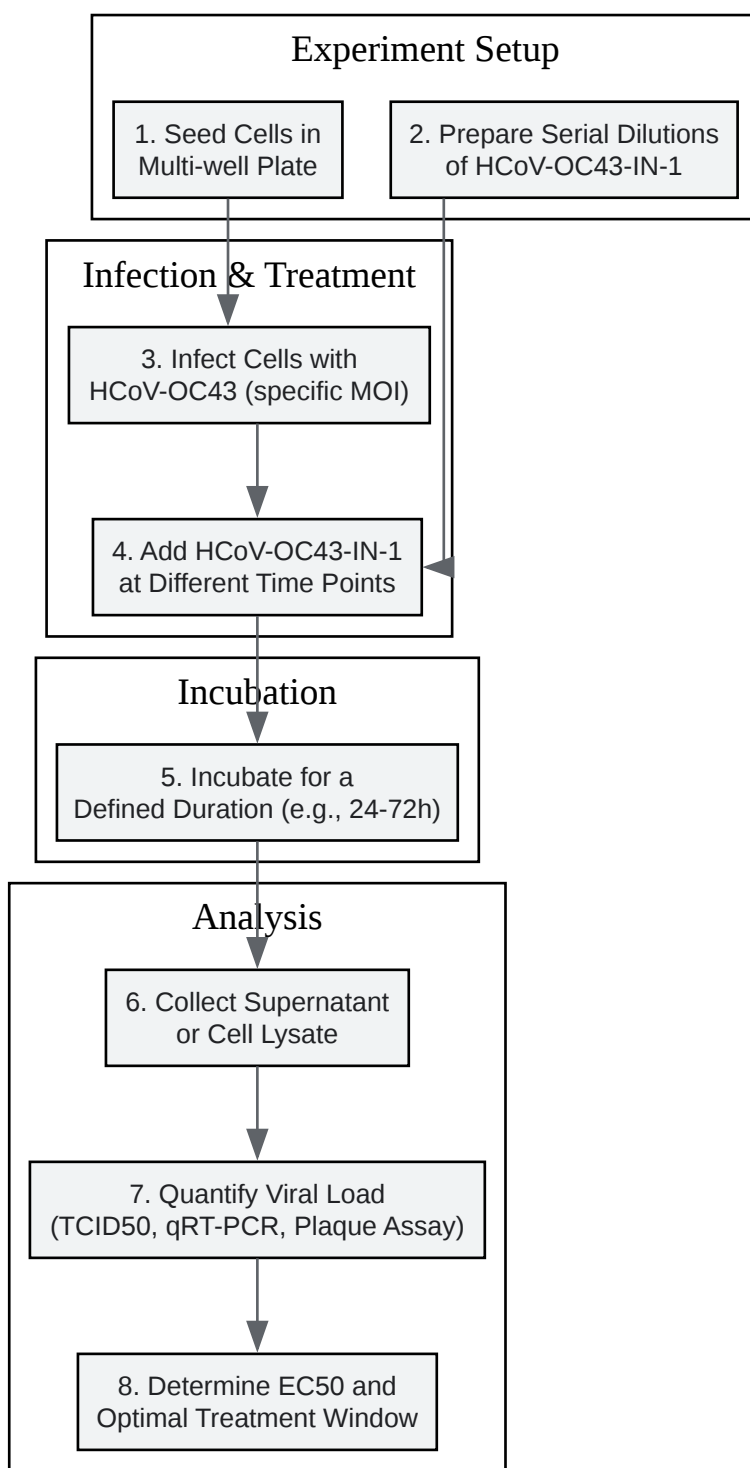 Experiment Setup
1. Seed Cells in
Multi-well Plate
2. Prepare Serial Dilutions
of HCoV-OC43-IN-1
Infection & Treatment
3. Infect Cells with
HCoV-OC43 (specific MOI)
4. Add HCoV-OC43-IN-1
at Different Time Points
Incubation
5. Incubate for a
Defined Duration (e.g., 24-72h)
Analysis
6. Collect Supernatant
or Cell Lysate
7. Quantify Viral Load
(TCID50, qRT-PCR, Plaque Assay)
8. Determine EC50 and
Optimal Treatment Window